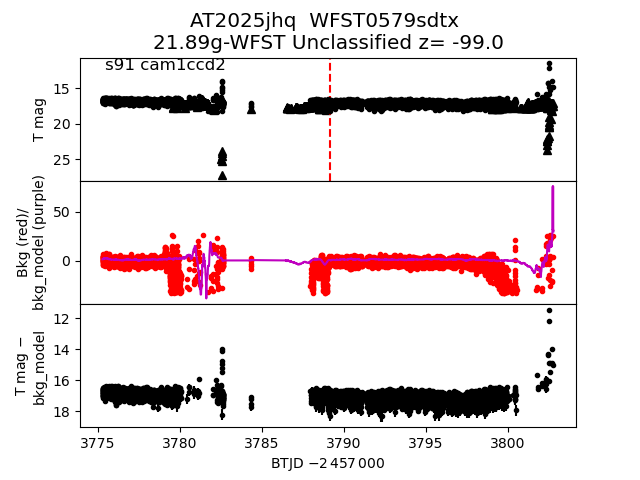 AT2025jhq  WFST0579sdtx
21.89g-WFST Unclassified z= -99.0
s91 cam1ccd2
T mag
15
20
25
Bkg (red)/
bkg_model (purple)
50
0
T mag −
bkg_model
12
14
16
18
3775 3780 3785 3790 3795 3800
BTJD −2 457 000